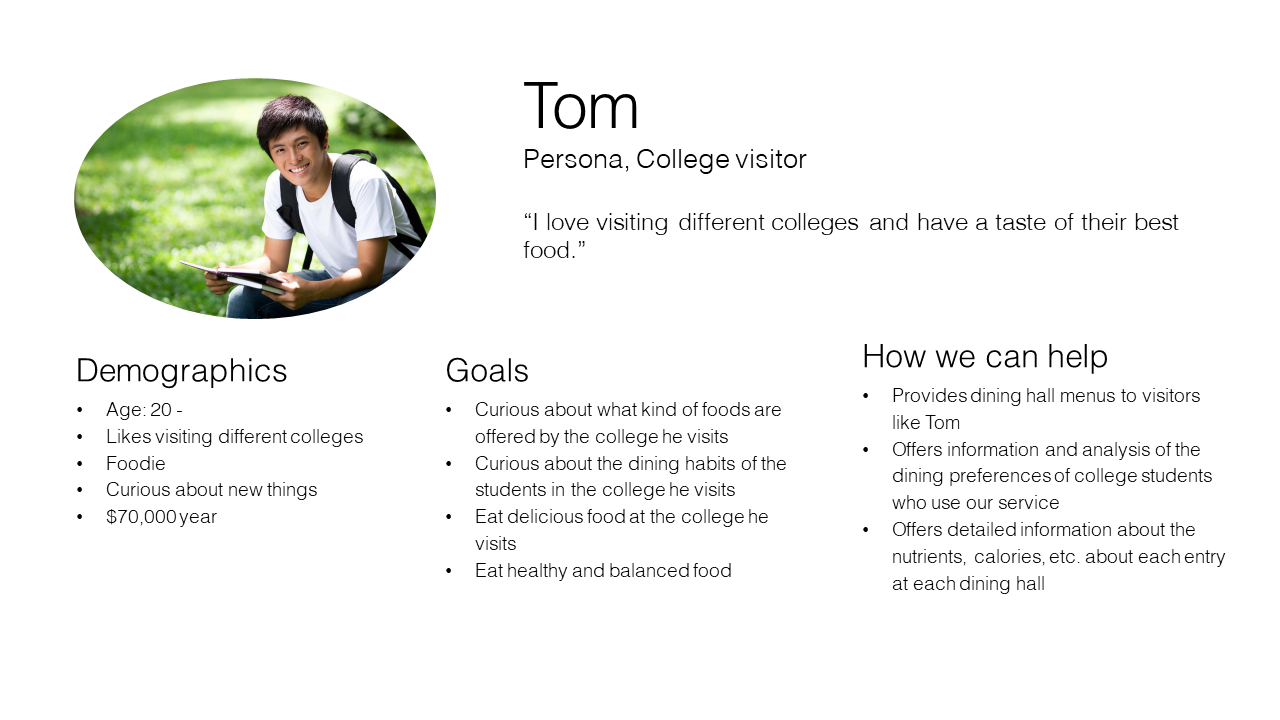 Tom
Persona, College visitor
“I love visiting different colleges and have a taste of their best
food.”
Demographics
• Age: 20 -
• Likes visiting different colleges
• Foodie
• Curious about new things
• $70,000 year
Goals
• Curious about what kind of foods are
offered by the college he visits
• Curious about the dining habits of the
students in the college he visits
• Eat delicious food at the college he
visits
• Eat healthy and balanced food
How we can help
• Provides dining hall menus to visitors
like Tom
• Offers information and analysis of the
dining preferences of college students
who use our service
• Offers detailed information about the
nutrients, calories, etc. about each entry
at each dining hall